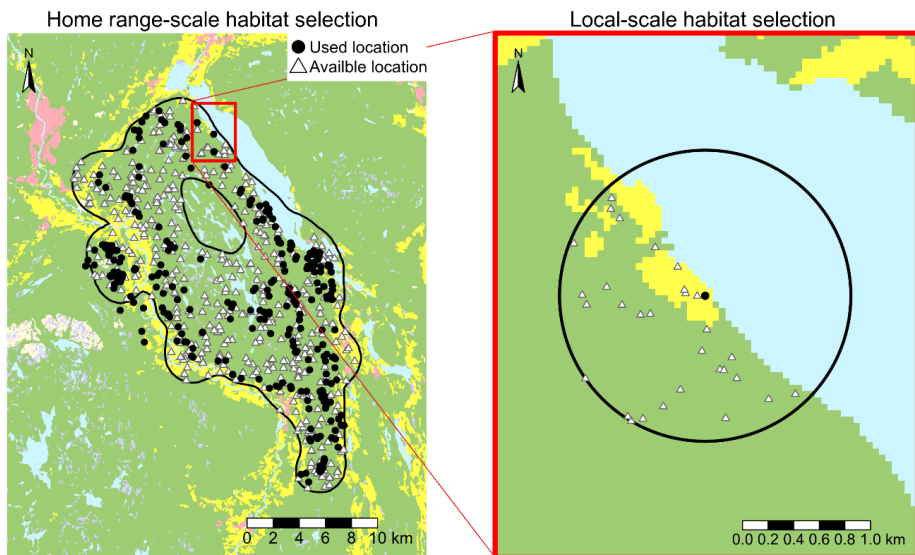 Home range-scale habitat selection
Local-scale habitat selection
N
Used location
Availble location
N
0 2 4 6 8 10 km
0.0 0.2 0.4 0.6 0.8 1.0 km